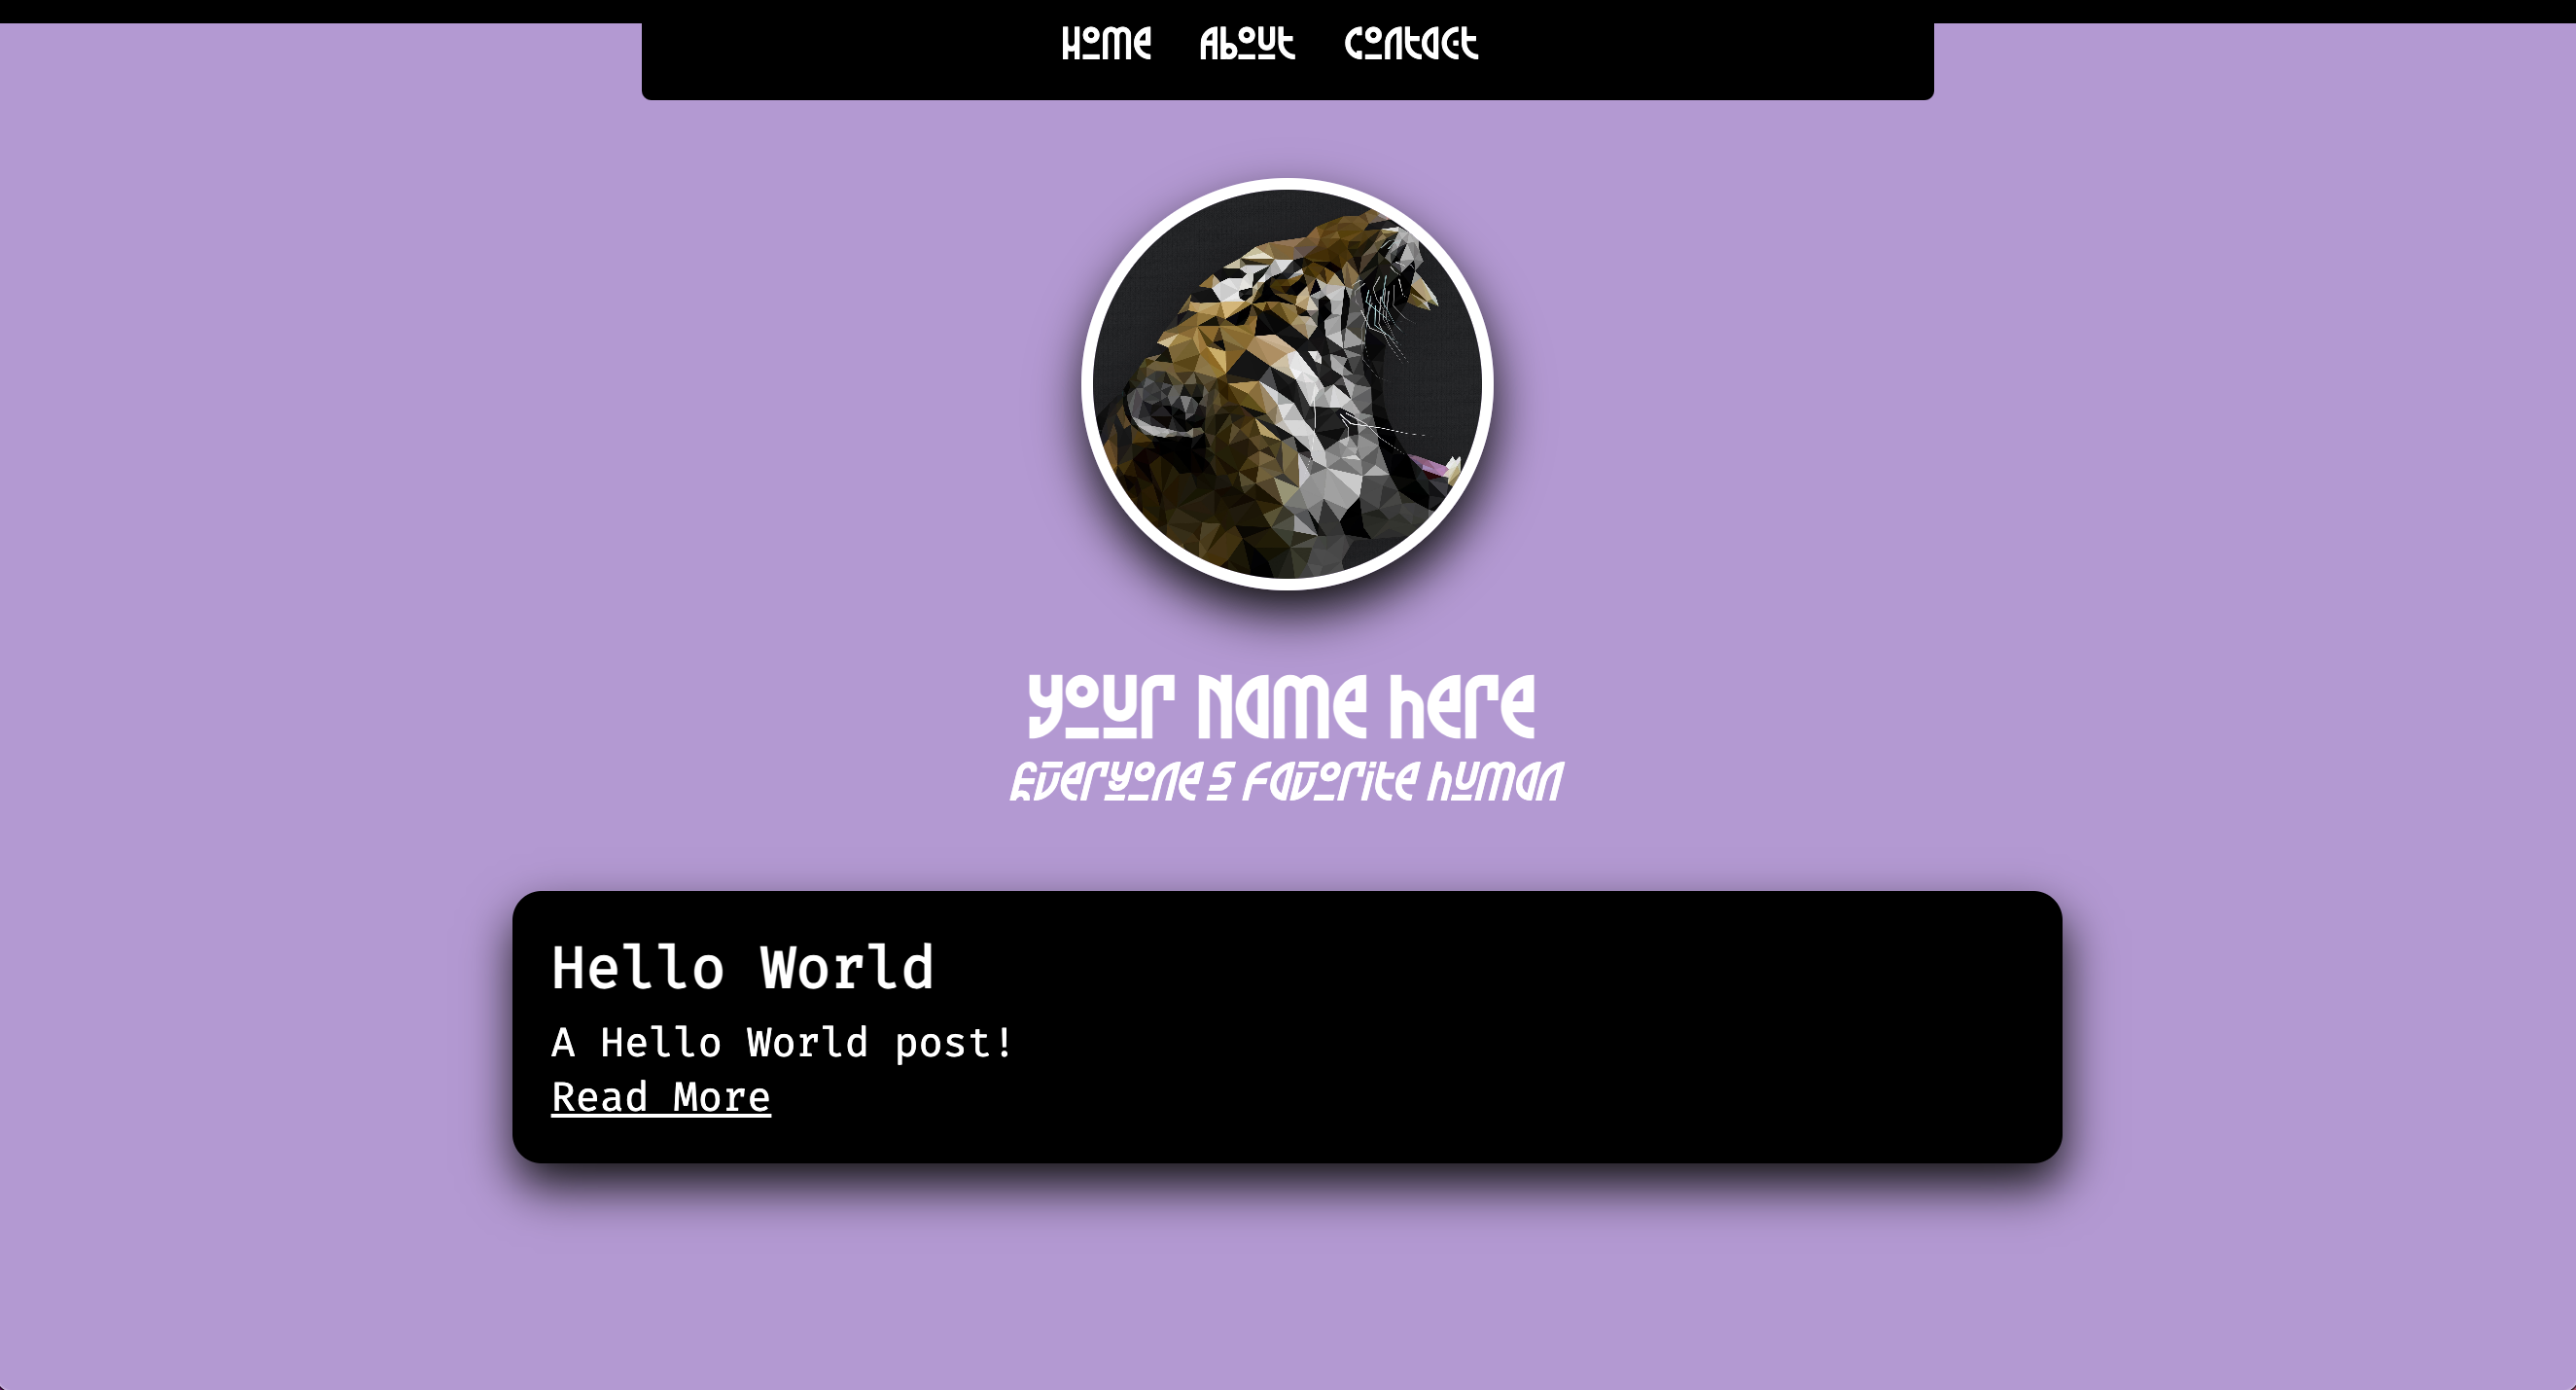 Home About Contact
Your Name Here
Everyone's Favorite Human
Hello World
A Hello World post!
Read More